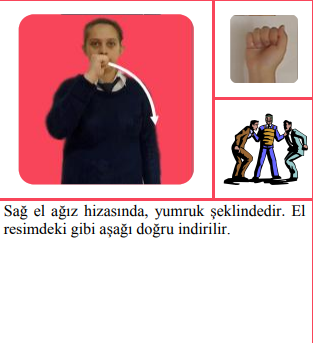 Sağ el ağız hizasında, yumruk şeklindedir. El
resimdeki gibi aşağı doğru indirilir.